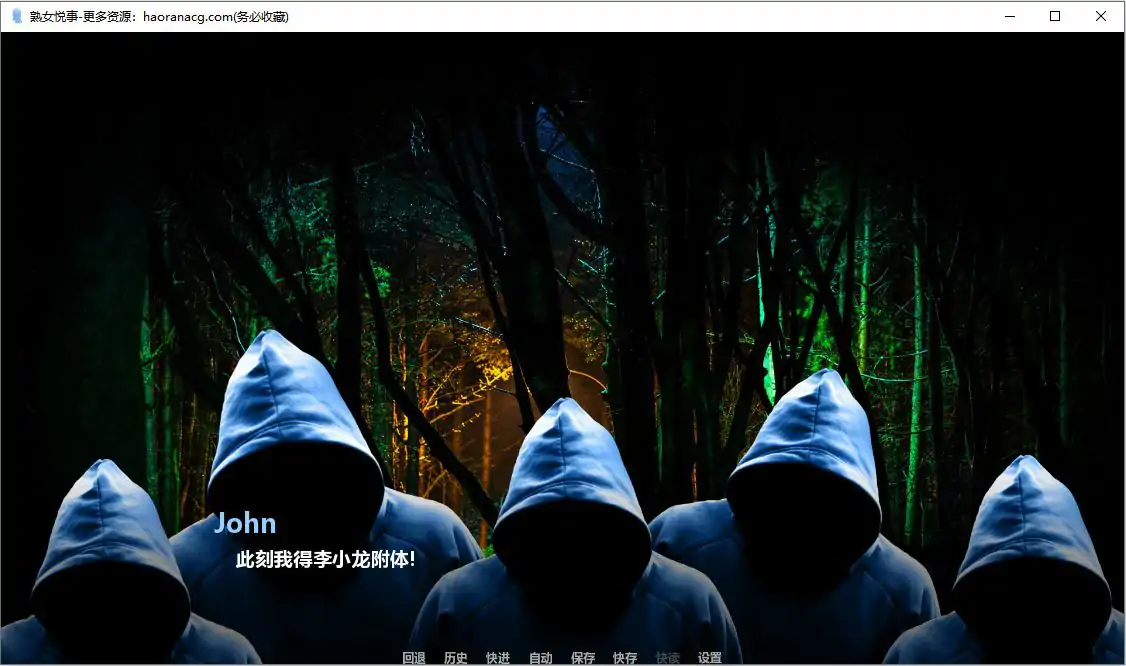 熟女悦事-更多资源：haoranacg.com(务必收藏)
John
此刻我得李小龙附体!
回退 历史 快进 自动 保存 快存 快读 设置